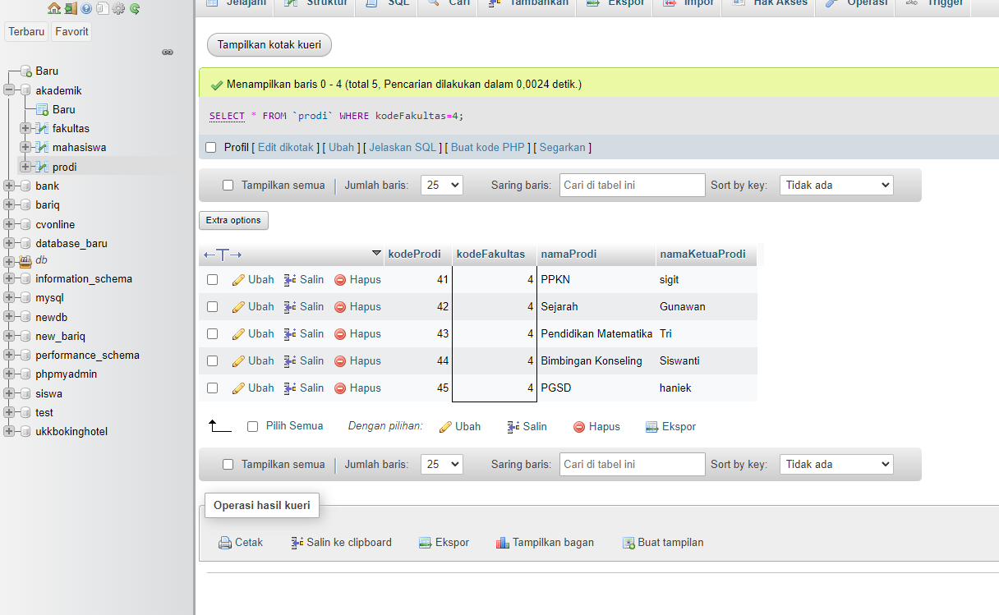 Jelajahi Struktur SQL Cari Tambahkan Ekspor Impor Hak Akses Operasi Trigger
Terbaru Favorit
Baru
akademik
Baru
fakultas
mahasiswa
prodi
bank
bariq
cvonline
database_baru
db
information_schema
mysql
newdb
new_bariq
performance_schema
phpmyadmin
siswa
test
ukkbokinghotel
Tampilkan kotak kueri
Menampilkan baris 0 - 4 (total 5, Pencarian dilakukan dalam 0,0024 detik.)
SELECT * FROM `prodi` WHERE kodeFakultas=4;
Profil [ Edit dikotak ] [ Ubah ] [ Jelaskan SQL ] [ Buat kode PHP ] [ Segarkan ]
Tampilkan semua Jumlah baris: 25 Saring baris: Cari di tabel ini Sort by key: Tidak ada
Extra options
kodeProdi kodeFakultas namaProdi namaKetuaProdi
Ubah Salin Hapus 41 4 PPKN sigit
Ubah Salin Hapus 42 4 Sejarah Gunawan
Ubah Salin Hapus 43 4 Pendidikan Matematika Tri
Ubah Salin Hapus 44 4 Bimbingan Konseling Siswanti
Ubah Salin Hapus 45 4 PGSD haniek
Pilih Semua Dengan pilihan: Ubah Salin Hapus Ekspor
Tampilkan semua Jumlah baris: 25 Saring baris: Cari di tabel ini Sort by key: Tidak ada
Operasi hasil kueri
Cetak Salin ke clipboard Ekspor Tampilkan bagan Buat tampilan